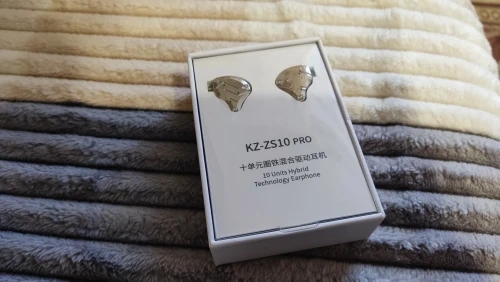 KZ-ZS10 PRO
十单元圈铁混合驱动耳机
10 Units Hybrid
Technology Earphone